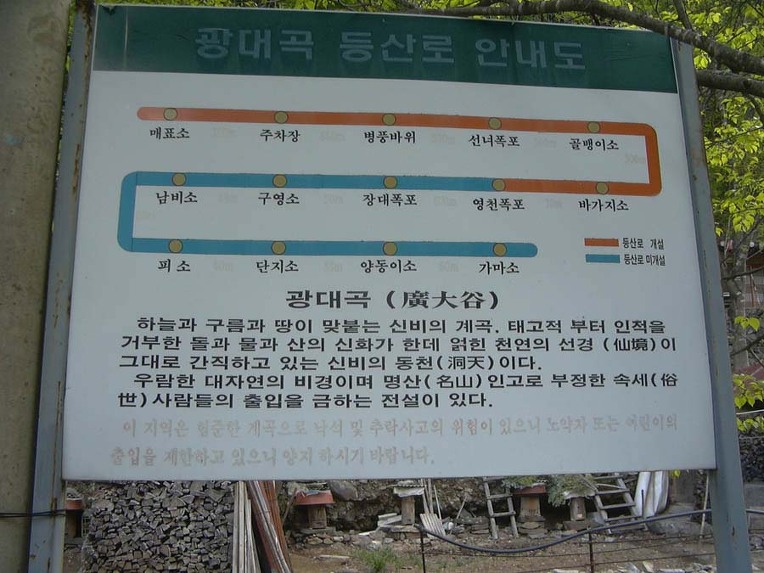 광대곡 등산로 안내도
매표소 주차장 병풍바위 선녀폭포 골뱅이소
남비소 구영소 장대폭포 영천폭포 바가지소
피소 단지소 양동이소 가마소
등산로 개설
등산로 미개설
광대곡 (廣大谷)
하늘과 구름과 땅이 맞붙는 신비의 계곡. 태고적 부터 인적을
거부한 돌과 물과 산의 신화가 한데 얽힌 천연의 선경 (仙境)이
그대로 간직하고 있는 신비의 동천(洞天)이다.
우람한 대자연의 비경이며 명산(名山)인고로 부정한 속세(俗
世)사람들의 출입을 금하는 전설이 있다.
이 지역은 험준한 계곡으로 낙석 및 추락사고의 위험이 있으니 노약자 또는 어린이의
출입을 제한하고 있으니 양지 하시기 바랍니다.